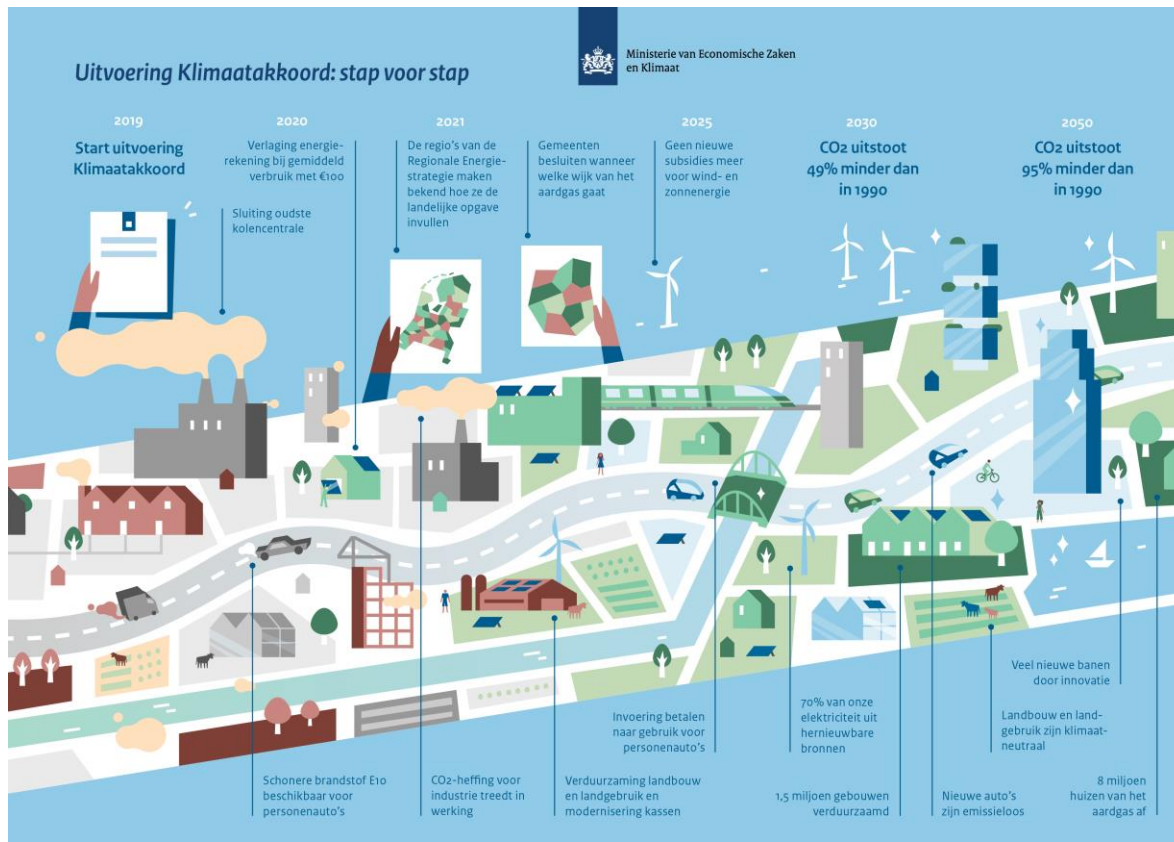 Ministerie van Economische Zaken
en Klimaat
Uitvoering Klimaatakkoord: stap voor stap
2019
Start uitvoering
Klimaatakkoord
Sluiting oudste
kolencentrale
2020
Verlaging energie-
rekening bij gemiddeld
verbruik met €100
2021
De regio's van de
Regionale Energie-
strategie maken
bekend hoe ze de
landelijke opgave
invullen
Gemeenten
besluiten wanneer
welke wijk van het
aardgas gaat
2025
Geen nieuwe
subsidies meer
voor wind- en
zonnenergie
2030
CO2 uitstoot
49% minder dan
in 1990
2050
CO2 uitstoot
95% minder dan
in 1990
Schonere brandstof E10
beschikbaar voor
personenauto's
CO2-heffing voor
industrie treedt in
werking
Verduurzaming landbouw
en landgebruik en
modernisering kassen
Invoering betalen
naar gebruik voor
personenauto's
70% van onze
elektriciteit uit
hernieuwbare
bronnen
1,5 miljoen gebouwen
verduurzaamd
Nieuwe auto's
zijn emissieloos
Landbouw en land-
gebruik zijn klimaat-
neutraal
Veel nieuwe banen
door innovatie
8 miljoen
huizen van het
aardgas af